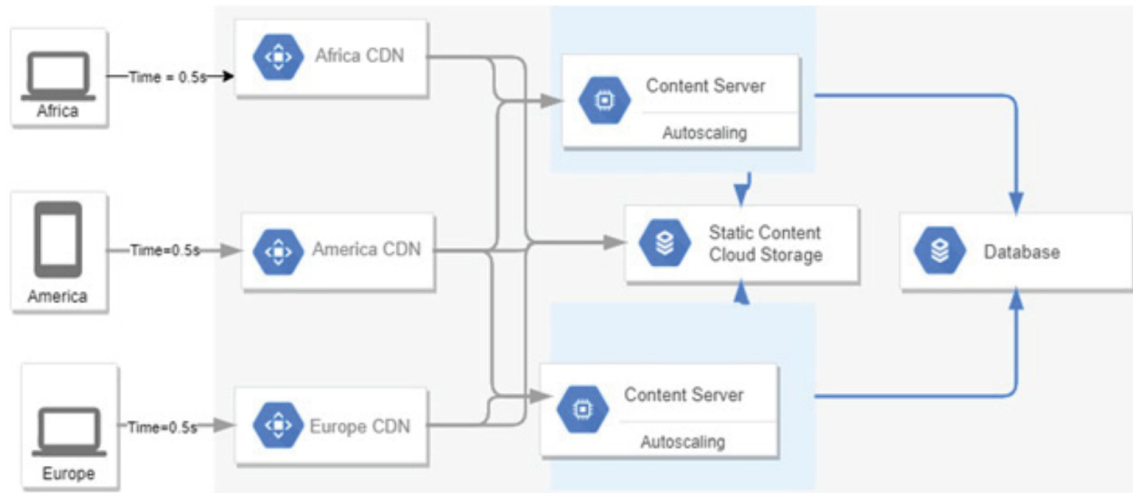 Africa
Time = 0.5s
Africa CDN
Content Server
Autoscaling
America
Time=0.5s
America CDN
Static Content
Cloud Storage
Database
Europe
Time=0.5s
Europe CDN
Content Server
Autoscaling